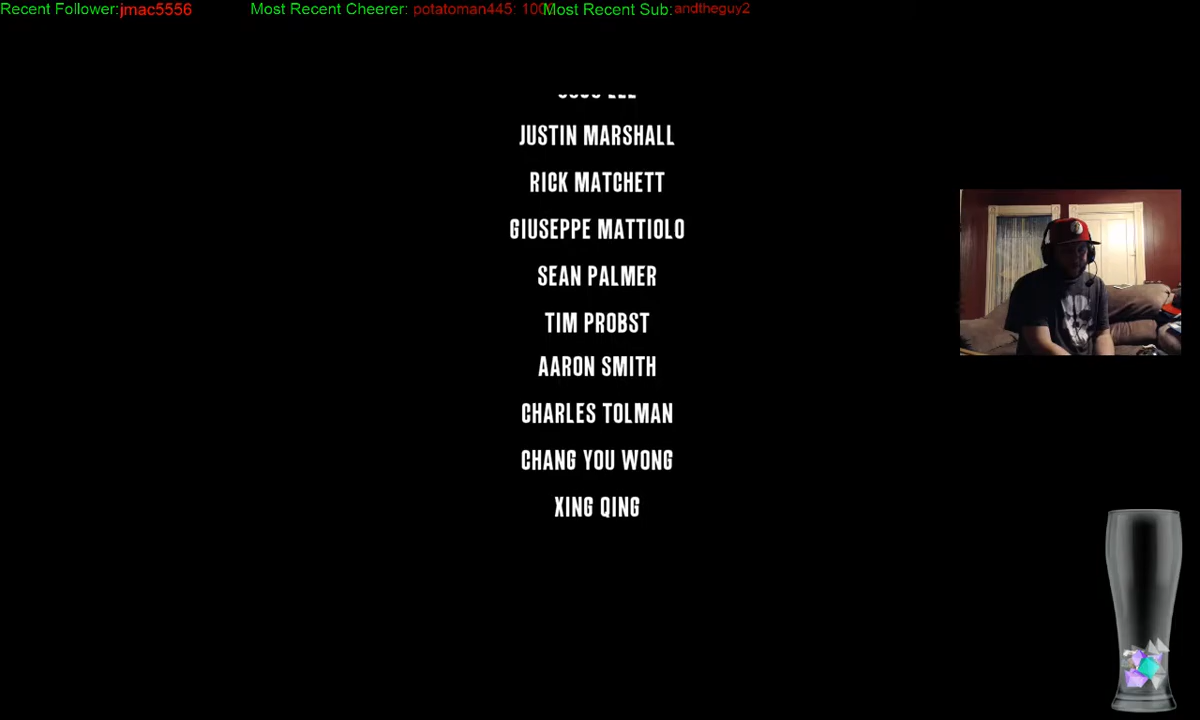 Recent Follower:jmac5556 Most Recent Cheerer: potatoman445: 100 Most Recent Sub:andtheguy2
JUSTIN MARSHALL
RICK MATCHETT
GIUSEPPE MATTIOLO
SEAN PALMER
TIM PROBST
AARON SMITH
CHARLES TOLMAN
CHANG YOU WONG
XING QING